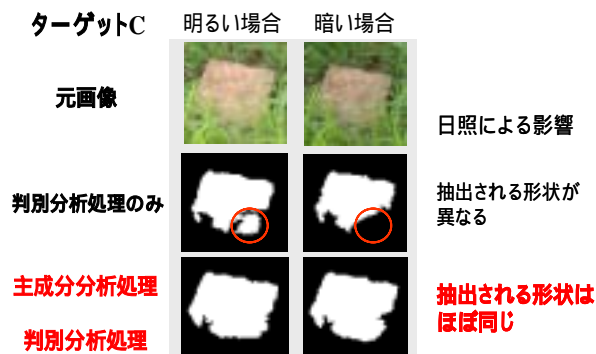 ターゲットC 明るい場合 暗い場合
元画像
日照による影響
判別分析処理のみ
抽出される形状が
異なる
主成分分析処理
判別分析処理
抽出される形状は
ほぼ同じ